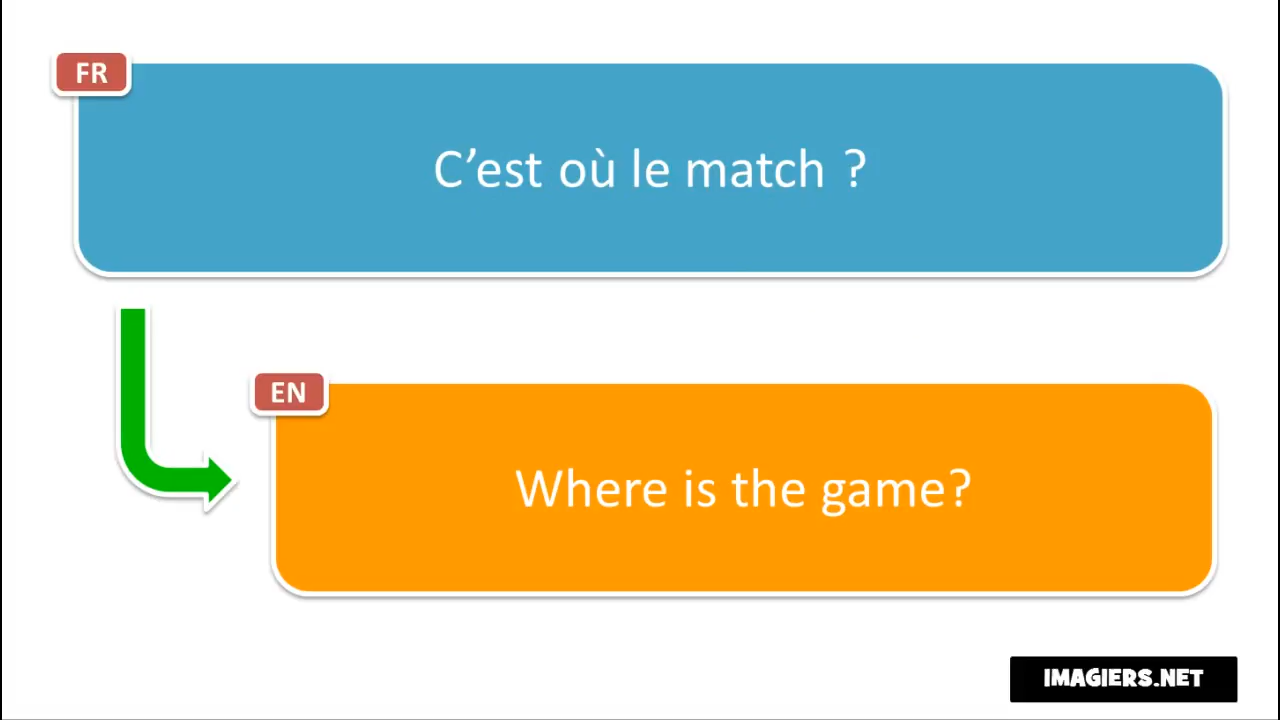 FR
C’est où le match ?
EN
Where is the game?
IMAGIERS.NET